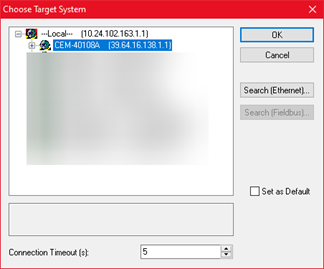 Choose Target System
---Local--- (10.24.102.163.1.1)
CEM-40108A (39.64.16.138.1.1)
OK
Cancel
Search (Ethernet)...
Search (Fieldbus)...
Set as Default
Connection Timeout (s):
5